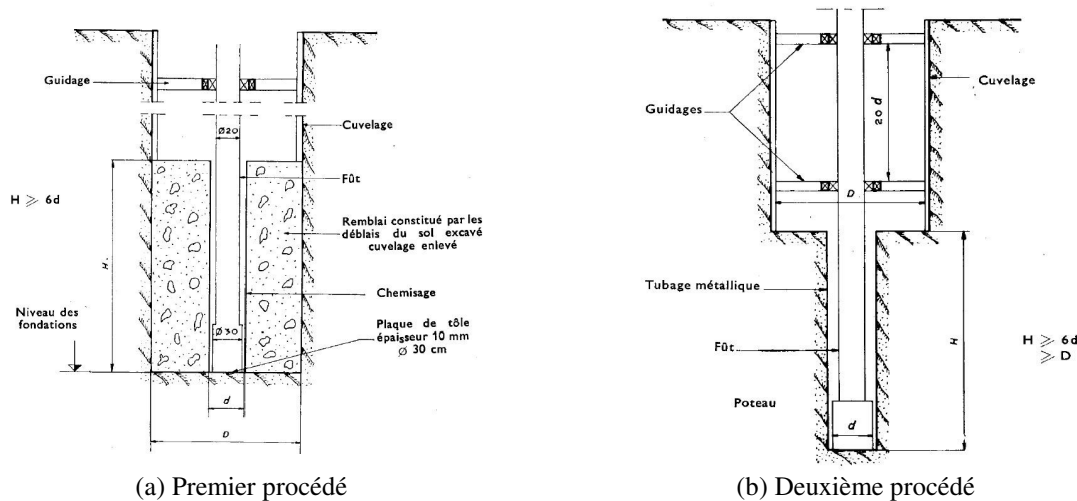 Guidage
Cuvelage
Ø20
Fût
H ⩾ 6d
Remblai constitué par les
déblais du sol excavé
cuvelage enlevé
H
Chemisage
Niveau des
fondations
Ø30
Plaque de tôle
épaisseur 10 mm
Ø 30 cm
d
D
(a) Premier procédé
Cuvelage
Guidages
20d
D
Tubage métallique
H
H ⩾ 6d
⩾ D
Fût
Poteau
d
(b) Deuxième procédé